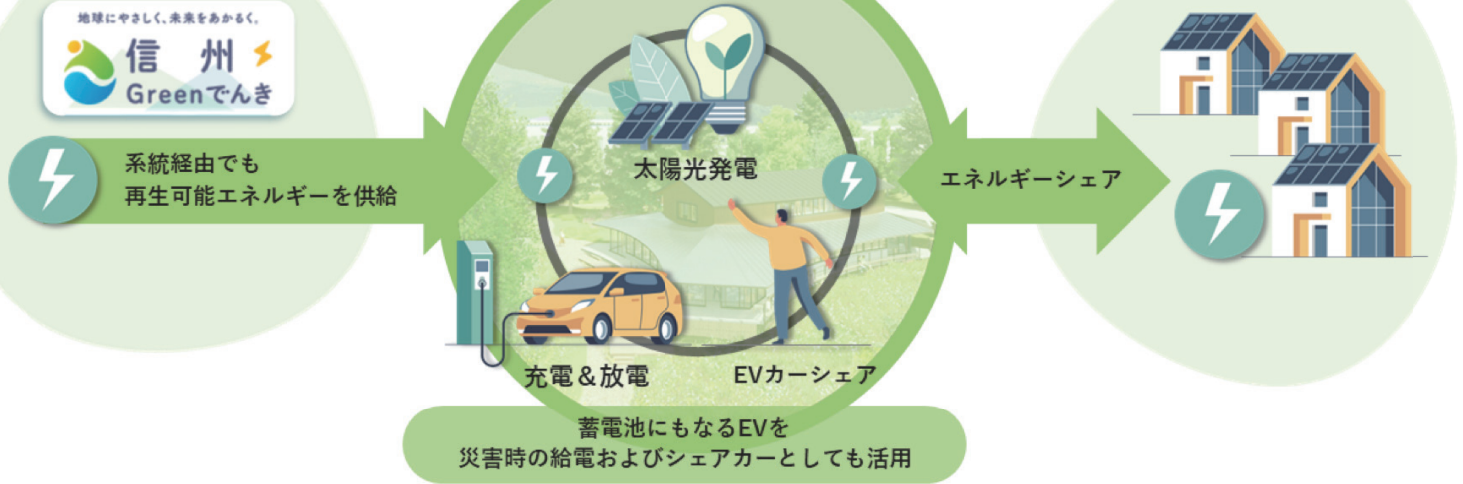 地球にやさしく、未来をあかるく。
信州
Greenでんき
系統経由でも
再生可能エネルギーを供給
太陽光発電
エネルギーシェア
充電＆放電
EVカーシェア
蓄電池にもなるEVを
災害時の給電およびシェアカーとしても活用